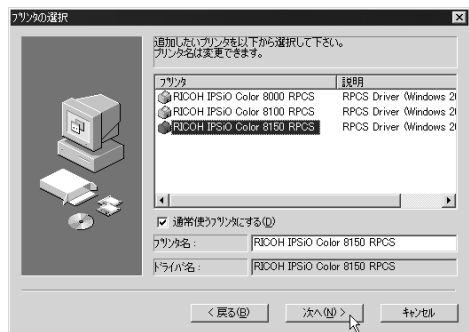 プリンタの選択
追加したいプリンタを以下から選択して下さい。
プリンタ名は変更できます。
プリンタ 説明
RICOH IPSiO Color 8000 RPCS RPCS Driver (Windows 2
RICOH IPSiO Color 8100 RPCS RPCS Driver (Windows 2
RICOH IPSiO Color 8150 RPCS RPCS Driver (Windows 2
通常使うプリンタにする(D)
プリンタ名: RICOH IPSiO Color 8150 RPCS
ドライバ名: RICOH IPSiO Color 8150 RPCS
< 戻る(B) 次へ(N) > キャンセル